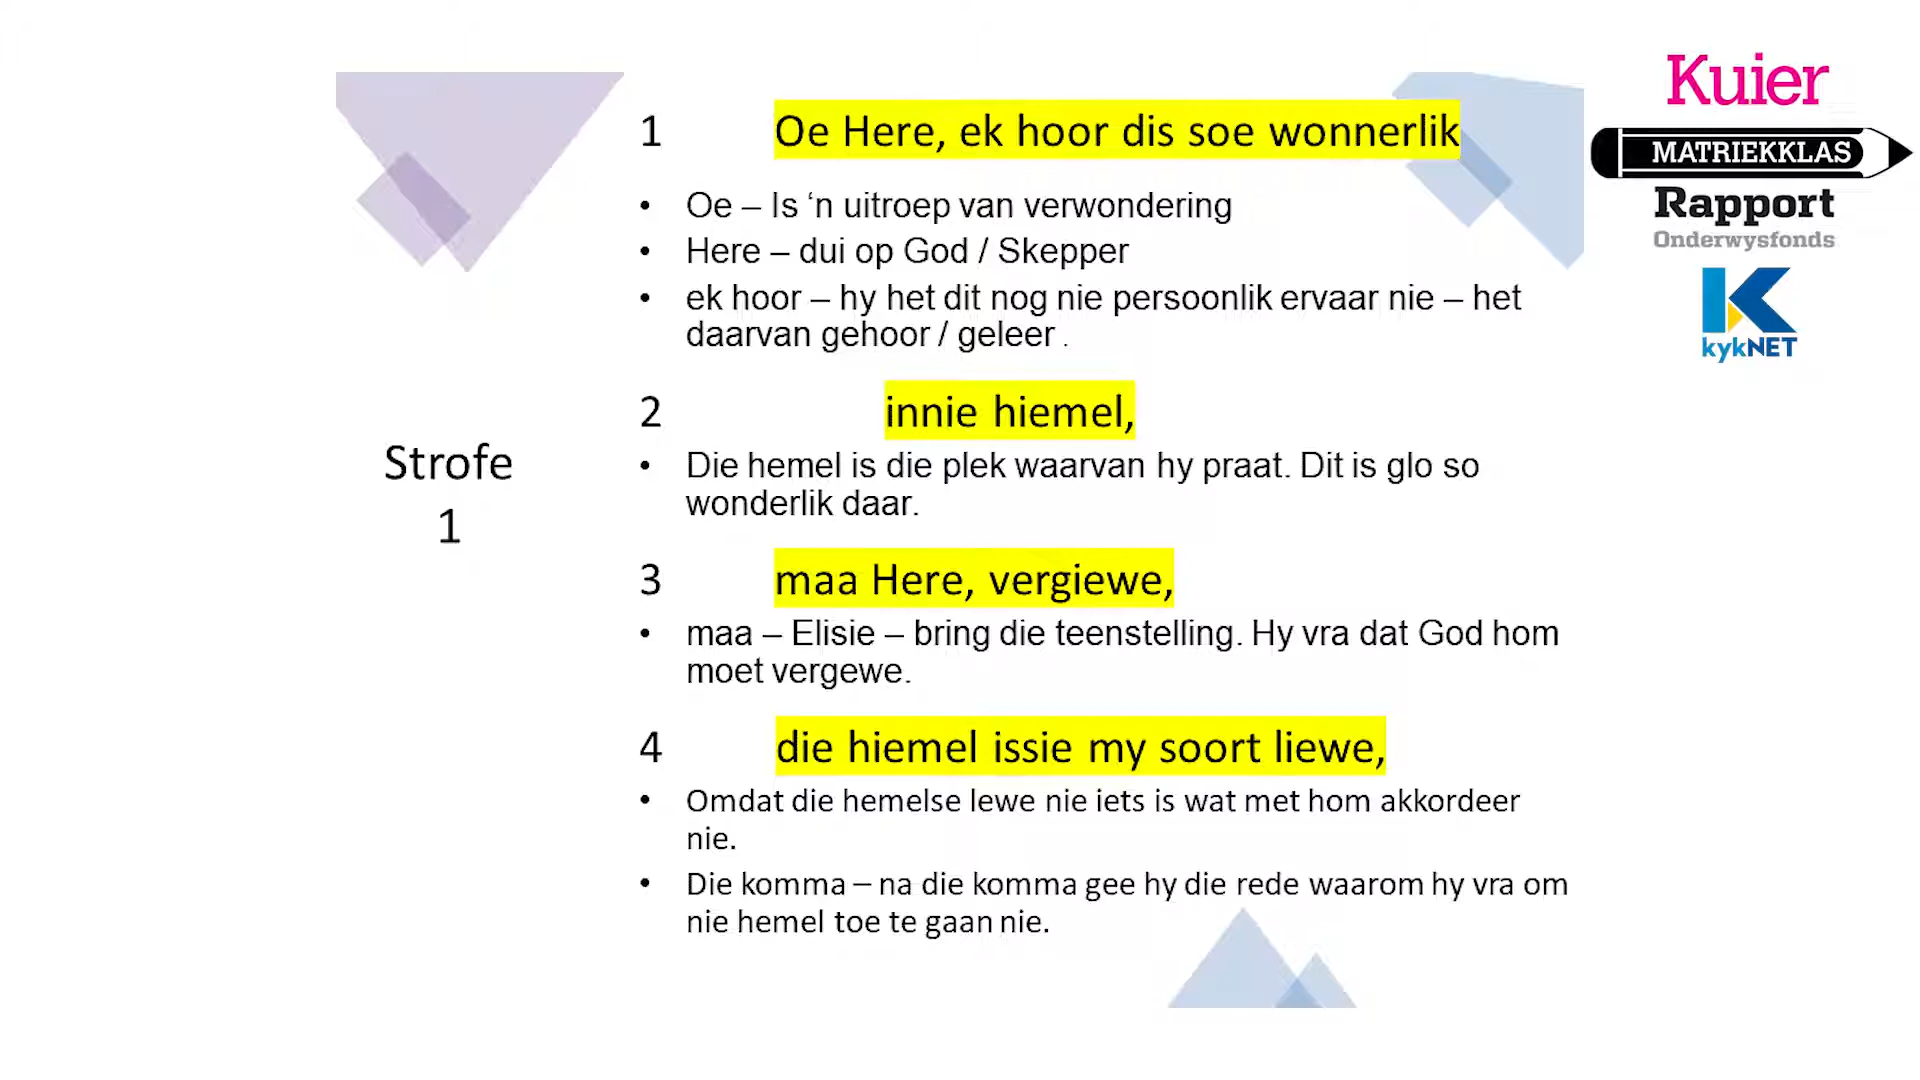 Strofe
1
1 Oe Here, ek hoor dis soe wonnerlik
• Oe – Is ‘n uitroep van verwondering
• Here – dui op God / Skepper
• ek hoor – hy het dit nog nie persoonlik ervaar nie – het
daarvan gehoor / geleer .
2 innie hiemel,
• Die hemel is die plek waarvan hy praat. Dit is glo so
wonderlik daar.
3 maa Here, vergiewe,
• maa – Elisie – bring die teenstelling. Hy vra dat God hom
moet vergewe.
4 die hiemel issie my soort liewe,
• Omdat die hemelse lewe nie iets is wat met hom akkordeer
nie.
• Die komma – na die komma gee hy die rede waarom hy vra om
nie hemel toe te gaan nie.
Kuier
MATRIEKKLAS
Rapport
Onderwysfonds
kykNET